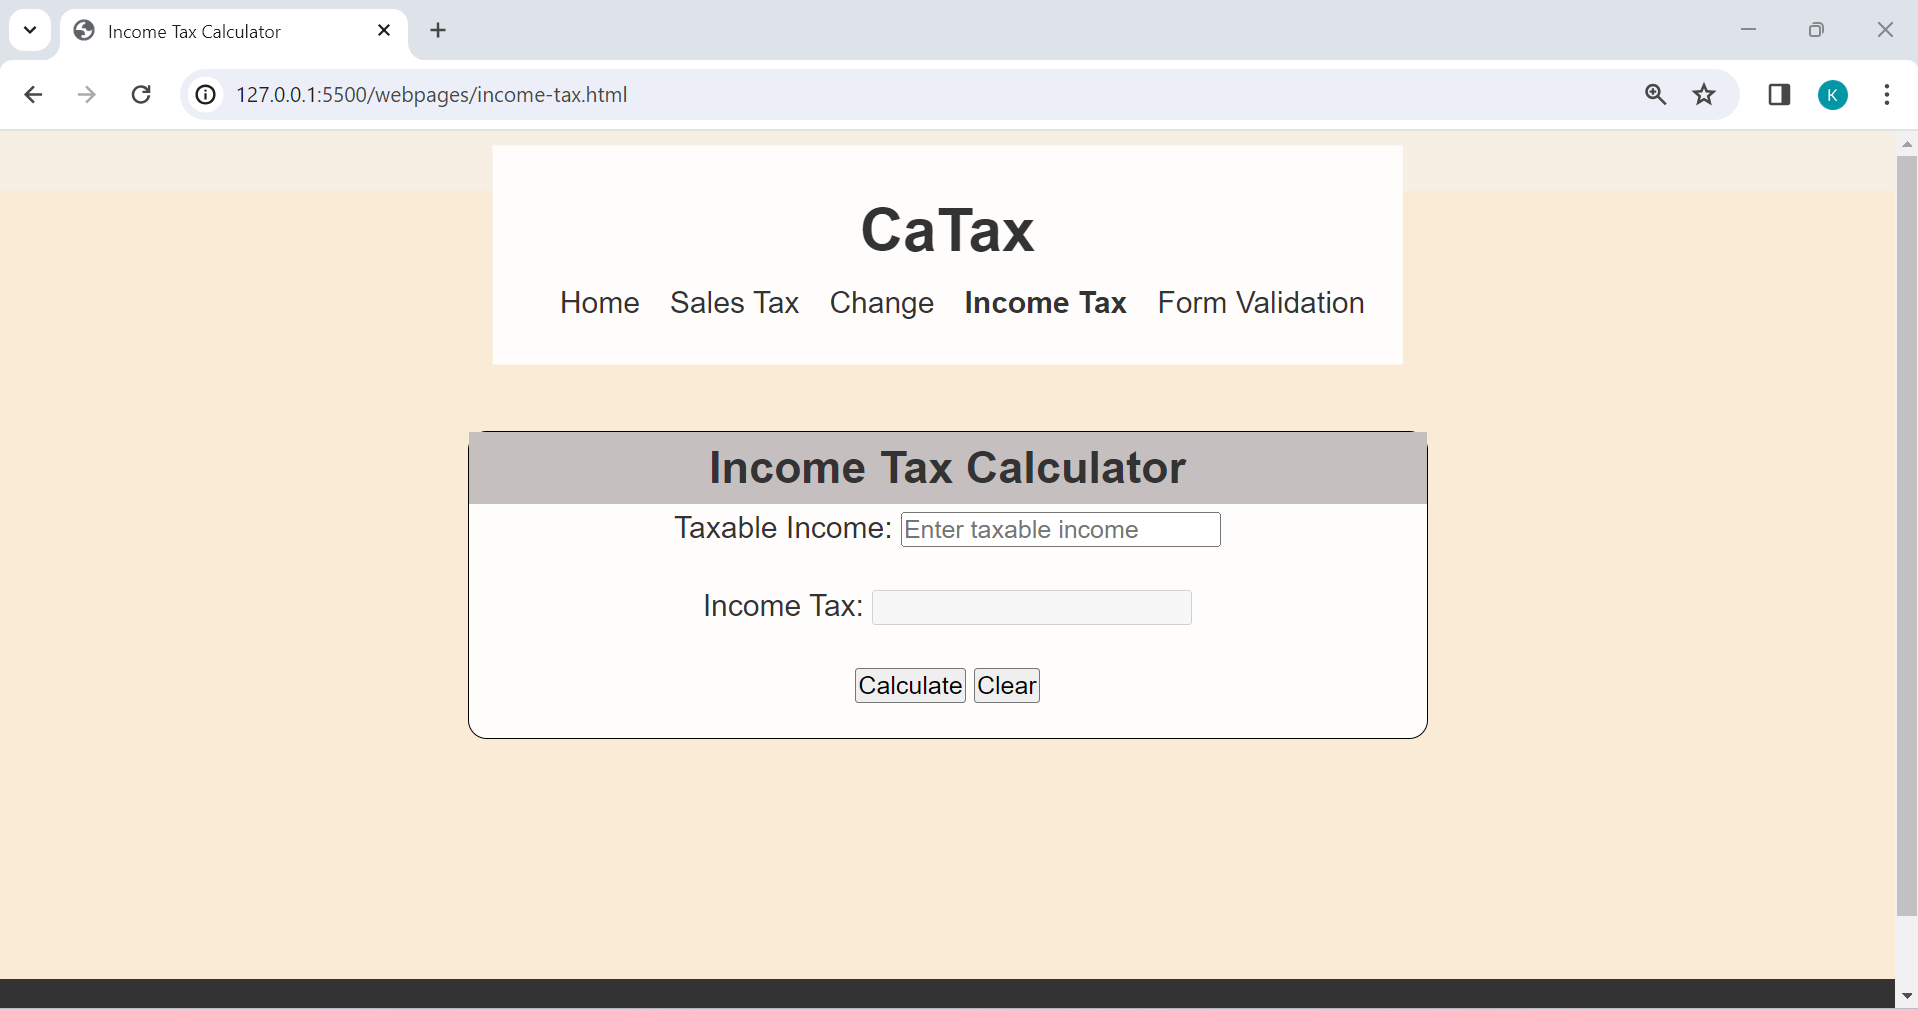 Income Tax Calculator
127.0.0.1:5500/webpages/income-tax.html
K
CaTax
Home Sales Tax Change Income Tax Form Validation
Income Tax Calculator
Taxable Income: Enter taxable income
Income Tax:
Calculate Clear